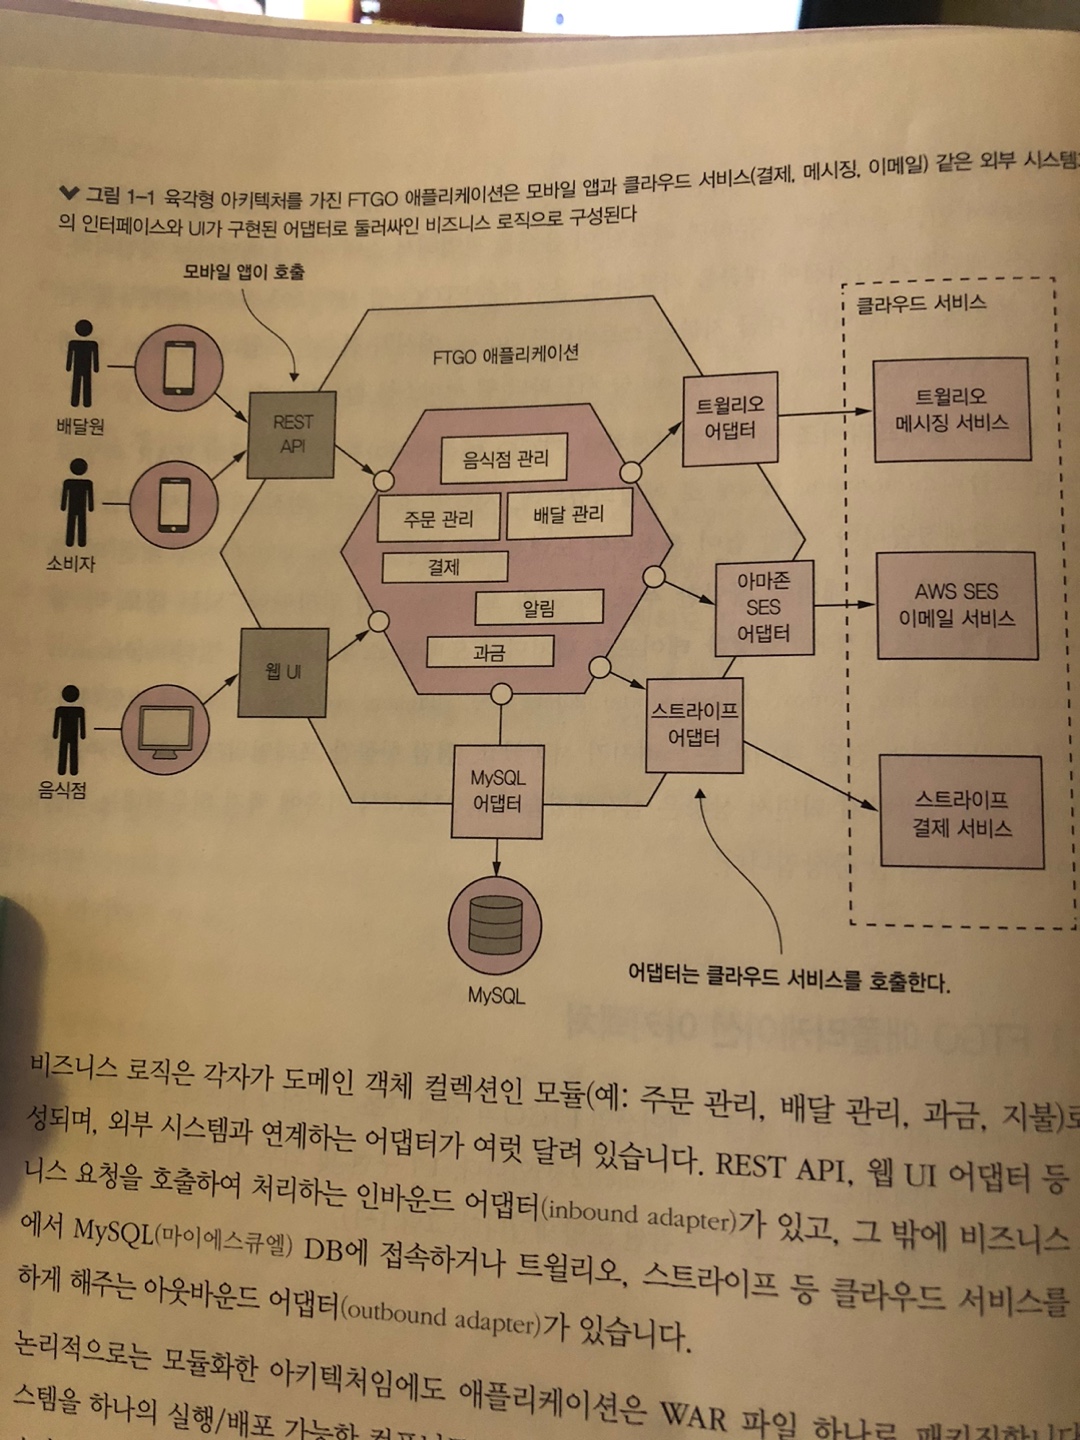 그림 1-1 육각형 아키텍처를 가진 FTGO 애플리케이션은 모바일 앱과 클라우드 서비스(결제, 메시징, 이메일) 같은 외부 시스템
의 인터페이스와 UI가 구현된 어댑터로 둘러싸인 비즈니스 로직으로 구성된다
모바일 앱이 호출
클라우드 서비스
FTGO 애플리케이션
배달원
REST
API
트윌리오
어댑터
트윌리오
메시징 서비스
음식점 관리
주문 관리
배달 관리
소비자
결제
알림
과금
아마존
SES
어댑터
AWS SES
이메일 서비스
웹 UI
음식점
스트라이프
어댑터
MySQL
어댑터
스트라이프
결제 서비스
MySQL
어댑터는 클라우드 서비스를 호출한다.
비즈니스 로직은 각자가 도메인 객체 컬렉션인 모듈(예: 주문 관리, 배달 관리, 과금, 지불)로
성되며, 외부 시스템과 연계하는 어댑터가 여럿 달려 있습니다. REST API, 웹 UI 어댑터 등
니스 요청을 호출하여 처리하는 인바운드 어댑터(inbound adapter)가 있고, 그 밖에 비즈니스
에서 MySQL(마이에스큐엘) DB에 접속하거나 트윌리오, 스트라이프 등 클라우드 서비스를
하게 해주는 아웃바운드 어댑터(outbound adapter)가 있습니다.
논리적으로는 모듈화한 아키텍처임에도 애플리케이션은 WAR 파일 하나로 패키징합니다
스템을 하나의 실행/배포 가능한